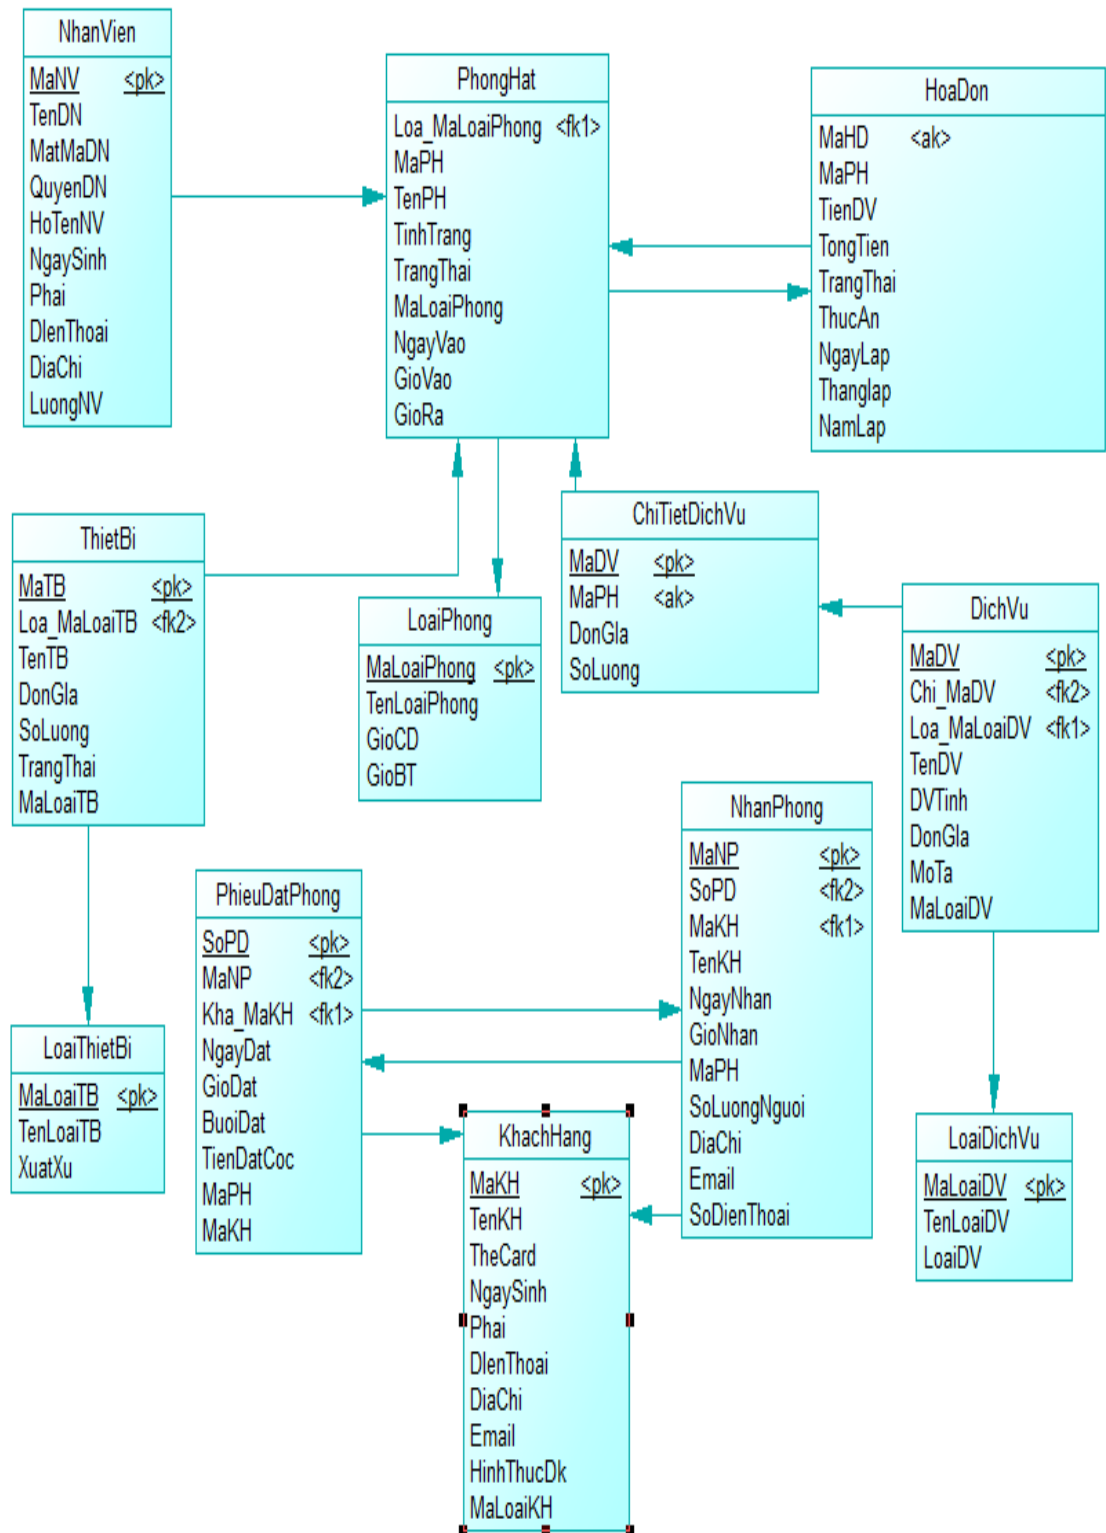 NhanVien
MaNV <pk>
TenDN
MatMaDN
QuyenDN
HoTenNV
NgaySinh
Phai
DIenThoai
DiaChi
LuongNV
PhongHat
Loa_MaLoaiPhong <fk1>
MaPH
TenPH
TinhTrang
TrangThai
MaLoaiPhong
NgayVao
GioVao
GioRa
HoaDon
MaHD <ak>
MaPH
TienDV
TongTien
TrangThai
ThucAn
NgayLap
Thanglap
NamLap
ThietBi
MaTB <pk>
Loa_MaLoaiTB <fk2>
TenTB
DonGIa
SoLuong
TrangThai
MaLoaiTB
LoaiPhong
MaLoaiPhong <pk>
TenLoaiPhong
GioCD
GioBT
ChiTietDichVu
MaDV <pk>
MaPH <ak>
DonGIa
SoLuong
DichVu
MaDV <pk>
Chi_MaDV <fk2>
Loa_MaLoaiDV <fk1>
TenDV
DVTinh
DonGIa
MoTa
MaLoaiDV
NhanPhong
MaNP <pk>
SoPD <fk2>
MaKH <fk1>
TenKH
NgayNhan
GioNhan
MaPH
SoLuongNguoi
DiaChi
Email
SoDienThoai
PhieuDatPhong
SoPD <pk>
MaNP <fk2>
Kha_MaKH <fk1>
NgayDat
GioDat
BuoiDat
TienDatCoc
MaPH
MaKH
LoaiThietBi
MaLoaiTB <pk>
TenLoaiTB
XuatXu
KhachHang
MaKH <pk>
TenKH
TheCard
NgaySinh
Phai
DIenThoai
DiaChi
Email
HinhThucDk
MaLoaiKH
LoaiDichVu
MaLoaiDV <pk>
TenLoaiDV
LoaiDV